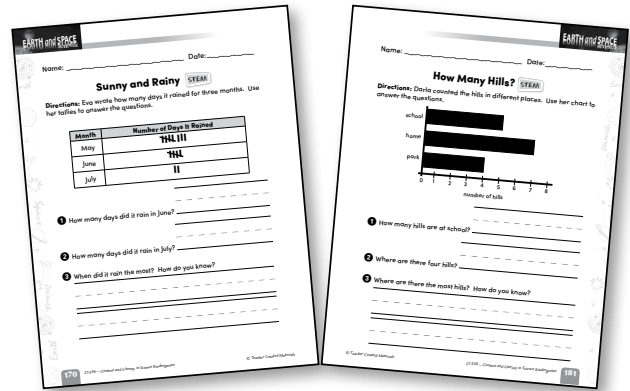 EARTH and SPACE
SCIENCE
Name: Date:
Sunny and Rainy STEM
Directions: Eva wrote how many days it rained for three months. Use
her tallies to answer the questions.
Month Number of Days It Rained
May
June
July
1 How many days did it rain in June?
2 How many days did it rain in July?
3 When did it rain the most? How do you know?
170
© Teacher Created Materials
EARTH and SPACE
SCIENCE
Name: Date:
How Many Hills? STEM
Directions: Darla counted the hills in different places. Use her chart to
answer the questions.
school
home
park
0 1 2 3 4 5 6 7 8
number of hills
1 How many hills are at school?
2 Where are there four hills?
3 Where are there the most hills? How do you know?
© Teacher Created Materials
181